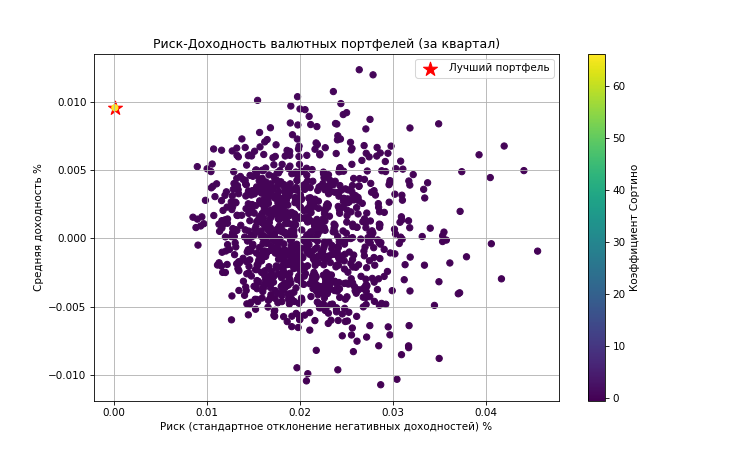 Риск-Доходность валютных портфелей (за квартал)
Лучший портфель
Средняя доходность %
0.010
0.005
0.000
−0.005
−0.010
0.00 0.01 0.02 0.03 0.04
Риск (стандартное отклонение негативных доходностей) %
60
50
40
30
20
10
0
Коэффициент Сортино